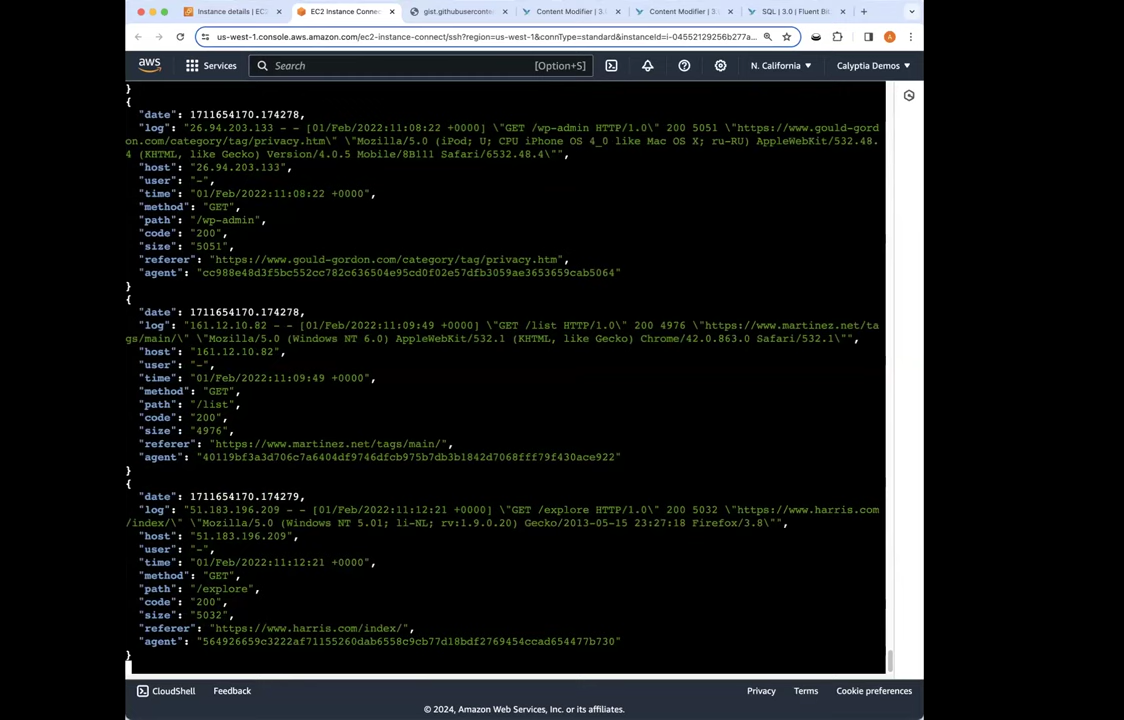 Instance details | EC2
EC2 Instance Connect
gist.githubuserconte
Content Modifier | 3.
Content Modifier | 3.
SQL | 3.0 | Fluent Bit
us-west-1.console.aws.amazon.com/ec2-instance-connect/ssh?region=us-west-1&connType=standard&instanceId=i-04552129256b277a...
A
aws
Services
Search
[Option+S]
N. California
Calyptia Demos
}
{
"date": 1711654170.174278,
"log": "26.94.203.133 - - [01/Feb/2022:11:08:22 +0000] \"GET /wp-admin HTTP/1.0\" 200 5051 \"https://www.gould-gord
on.com/category/tag/privacy.htm\" \"Mozilla/5.0 (iPod; U; CPU iPhone OS 4_0 like Mac OS X; ru-RU) AppleWebKit/532.48.
4 (KHTML, like Gecko) Version/4.0.5 Mobile/8B111 Safari/6532.48.4\"",
"host": "26.94.203.133",
"user": "-",
"time": "01/Feb/2022:11:08:22 +0000",
"method": "GET",
"path": "/wp-admin",
"code": "200",
"size": "5051",
"referer": "https://www.gould-gordon.com/category/tag/privacy.htm",
"agent": "cc988e48d3f5bc552cc782c636504e95cd0f02e57dfb3059ae3653659cab5064"
}
{
"date": 1711654170.174278,
"log": "161.12.10.82 - - [01/Feb/2022:11:09:49 +0000] \"GET /list HTTP/1.0\" 200 4976 \"https://www.martinez.net/ta
gs/main/\" \"Mozilla/5.0 (Windows NT 6.0) AppleWebKit/532.1 (KHTML, like Gecko) Chrome/42.0.863.0 Safari/532.1\"",
"host": "161.12.10.82",
"user": "-",
"time": "01/Feb/2022:11:09:49 +0000",
"method": "GET",
"path": "/list",
"code": "200",
"size": "4976",
"referer": "https://www.martinez.net/tags/main/",
"agent": "40119bf3a3d706c7a6404df9746dfcb975b7db3b1842d7068fff79f430ace922"
}
{
"date": 1711654170.174279,
"log": "51.183.196.209 - - [01/Feb/2022:11:12:21 +0000] \"GET /explore HTTP/1.0\" 200 5032 \"https://www.harris.com
/index/\" \"Mozilla/5.0 (Windows NT 5.01; li-NL; rv:1.9.0.20) Gecko/2013-05-15 23:27:18 Firefox/3.8\"",
"host": "51.183.196.209",
"user": "-",
"time": "01/Feb/2022:11:12:21 +0000",
"method": "GET",
"path": "/explore",
"code": "200",
"size": "5032",
"referer": "https://www.harris.com/index/",
"agent": "564926659c3222af71155260dab6558c9cb77d18bdf2769454ccad654477b730"
}
CloudShell
Feedback
Privacy
Terms
Cookie preferences
© 2024, Amazon Web Services, Inc. or its affiliates.